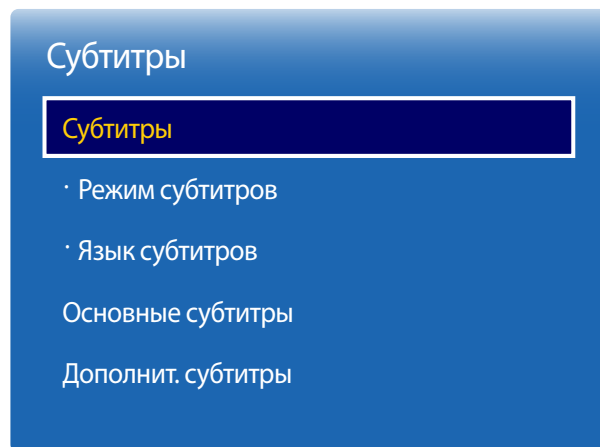 Субтитры
Субтитры
· Режим субтитров
· Язык субтитров
Основные субтитры
Дополнит. субтитры